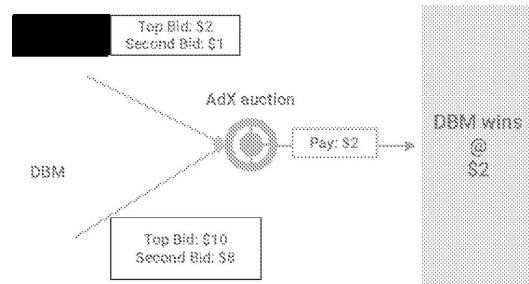 Top Bid: $2
Second Bid: $1
AdX auction
Pay: $2
DBM wins
@
$2
DBM
Top Bid: $10
Second Bid: $8